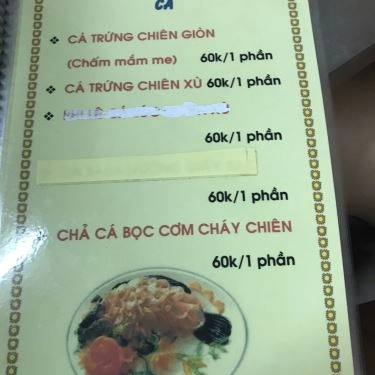 CÁ
❖ CÁ TRỨNG CHIÊN GIÒN
(Chấm mắm me) 60k/1 phần
❖ CÁ TRỨNG CHIÊN XÙ 60k/1 phần
❖
60k/1 phần
60k/1 phần
CHẢ CÁ BỌC CƠM CHÁY CHIÊN
60k/1 phần